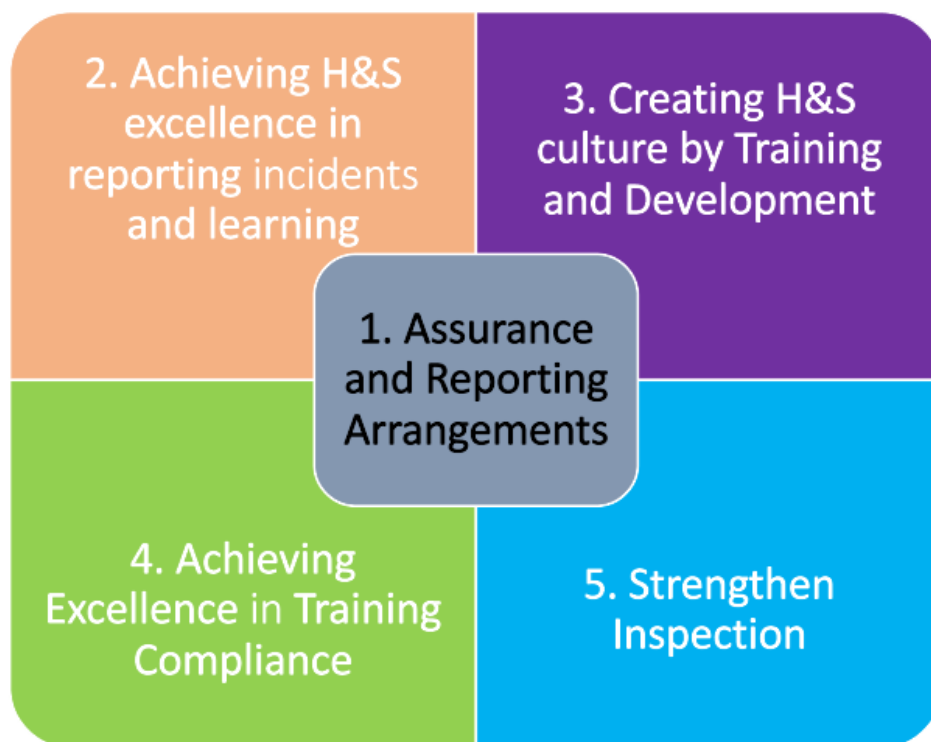 2. Achieving H&S
excellence in
reporting incidents
and learning
3. Creating H&S
culture by Training
and Development
1. Assurance
and Reporting
Arrangements
4. Achieving
Excellence in Training
Compliance
5. Strengthen
Inspection